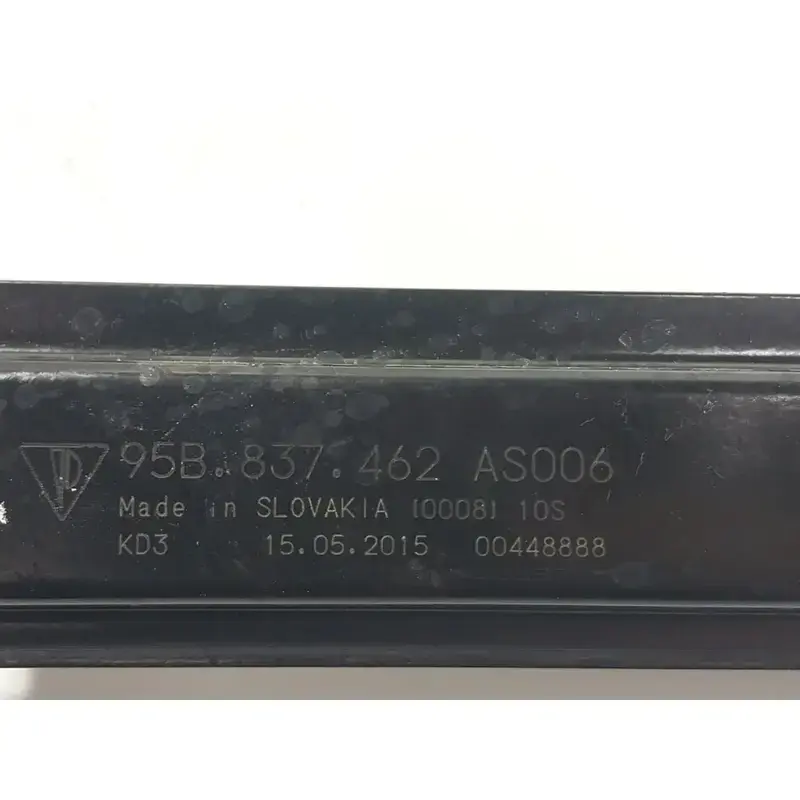 95B.837.462 AS006
Made in SLOVAKIA (0008) 10S
KD3 15.05.2015 00448888